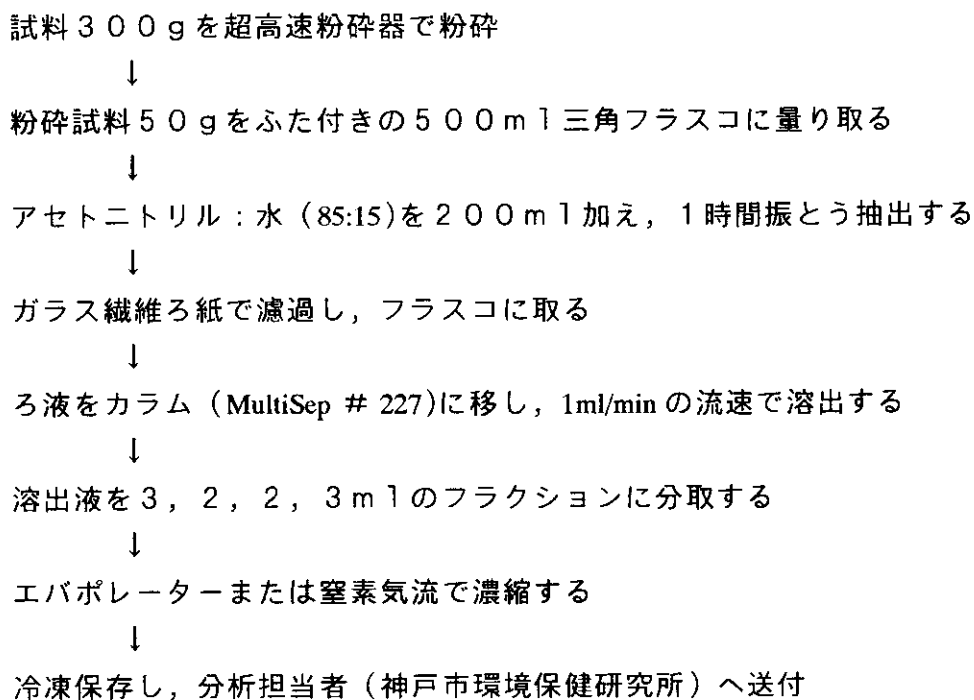 試料３００ｇを超高速粉砕器で粉砕
↓
粉砕試料５０ｇをふた付きの５００ｍｌ三角フラスコに量り取る
↓
アセトニトリル：水（85:15)を２００ｍｌ加え，１時間振とう抽出する
↓
ガラス繊維ろ紙で濾過し，フラスコに取る
↓
ろ液をカラム（MultiSep ＃ 227)に移し，1ml/min の流速で溶出する
↓
溶出液を３，２，２，３ｍｌのフラクションに分取する
↓
エバポレーターまたは窒素気流で濃縮する
↓
冷凍保存し，分析担当者（神戸市環境保健研究所）へ送付